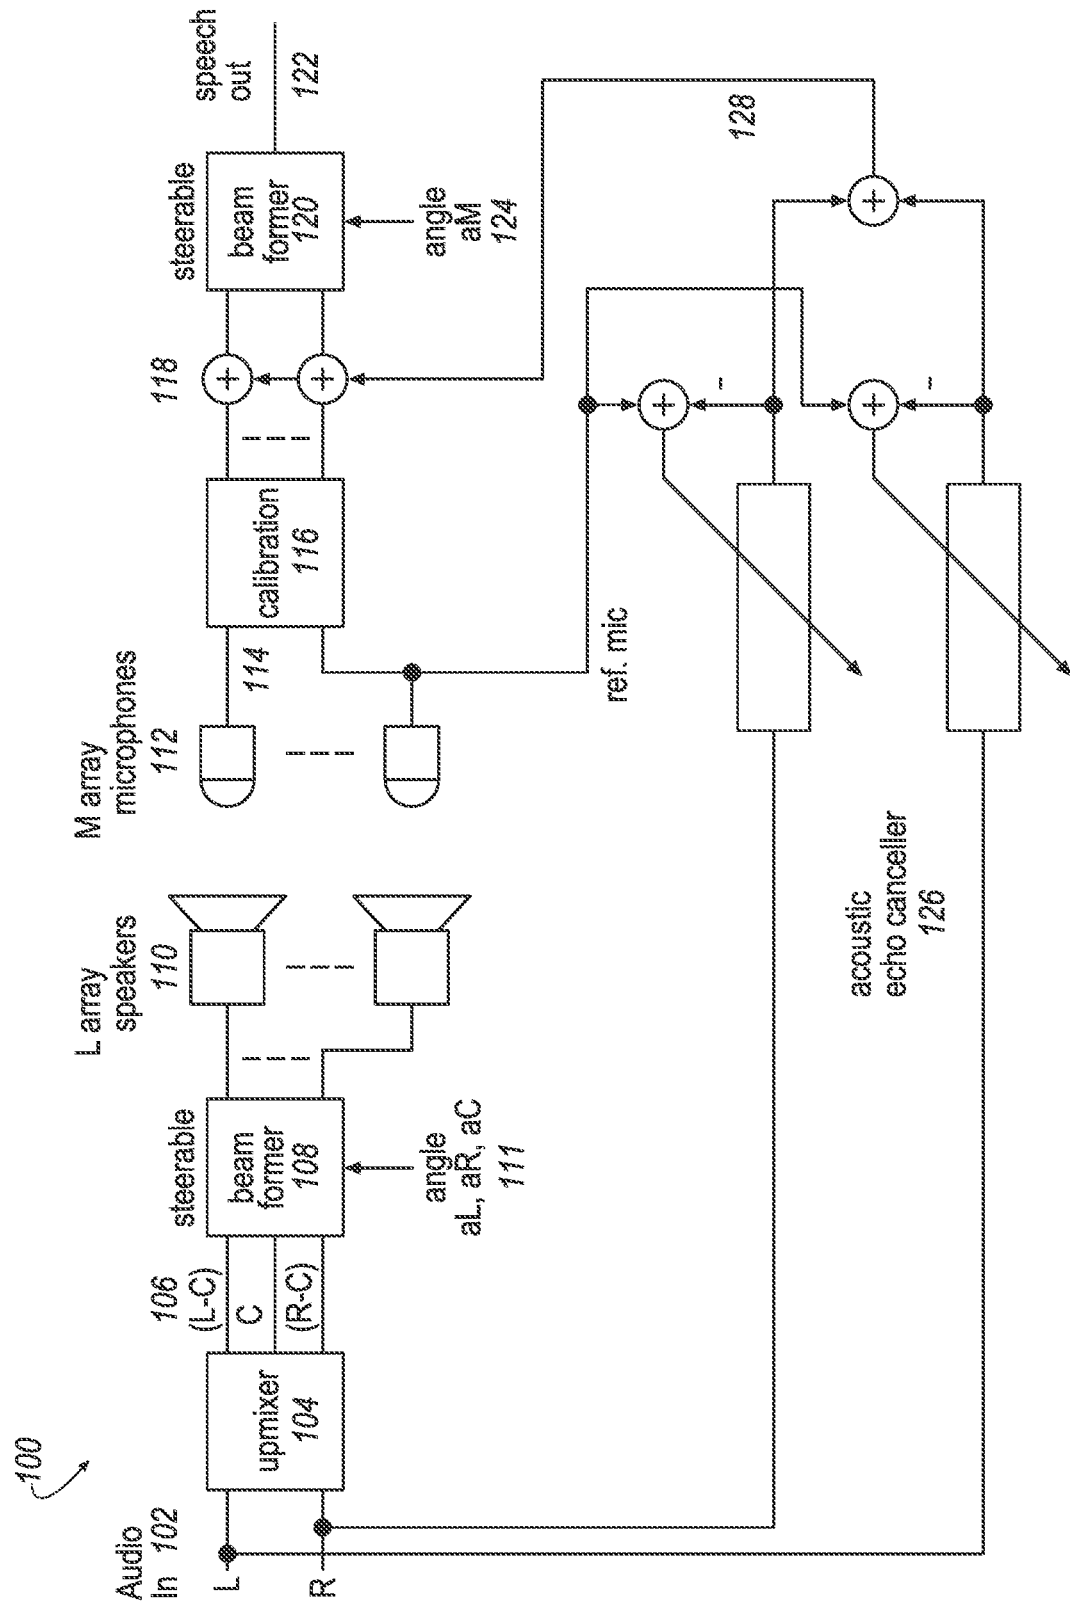 100
Audio
In 102
L
R
upmixer
104
106
(L-C)
C
(R-C)
steerable
beam
former
108
angle
aL, aR, aC
111
L array
speakers
110
M array
microphones
112
114
calibration
116
118
+
+
steerable
beam
former
120
angle
aM
124
speech
out
122
ref. mic
+
-
+
-
+
128
acoustic
echo canceller
126